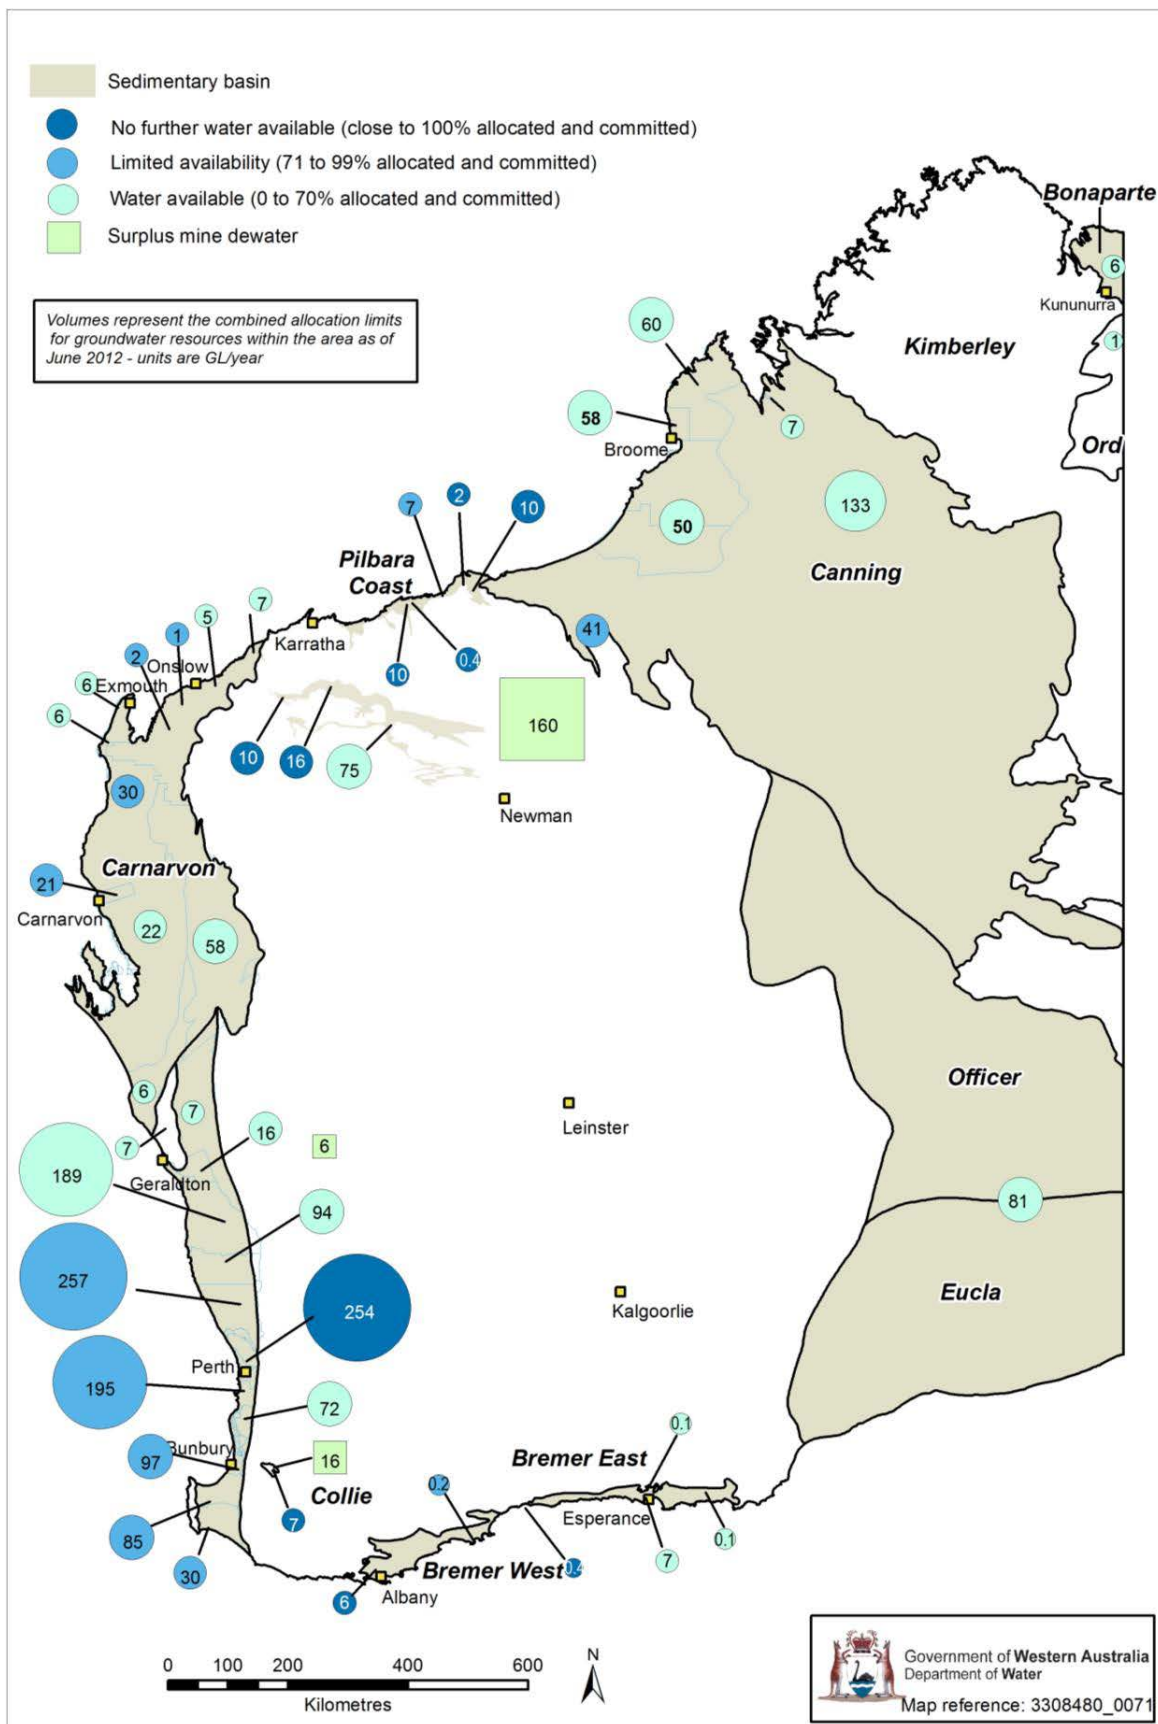 Sedimentary basin
No further water available (close to 100% allocated and committed)
Limited availability (71 to 99% allocated and committed)
Water available (0 to 70% allocated and committed)
Surplus mine dewater
Volumes represent the combined allocation limits
for groundwater resources within the area as of
June 2012 - units are GL/year
Bonaparte
6
Kununurra
1
60
Kimberley
58
Broome
7
Ord
50
133
Canning
7
2
10
Pilbara
Coast
7
5
1
2
Karratha
41
10
0.4
Onslow
6
Exmouth
6
160
10
16
75
30
Newman
Carnarvon
21
Carnarvon
22
58
Officer
6
7
7
16
6
Leinster
189
Geraldton
94
81
257
254
Kalgoorlie
Eucla
Perth
195
72
Bunbury
97
16
Collie
7
Bremer East
0.1
0.2
Esperance
0.1
7
85
30
Bremer West
0.4
6
Albany
0 100 200 400 600
Kilometres
N
Government of Western Australia
Department of Water
Map reference: 3308480_0071